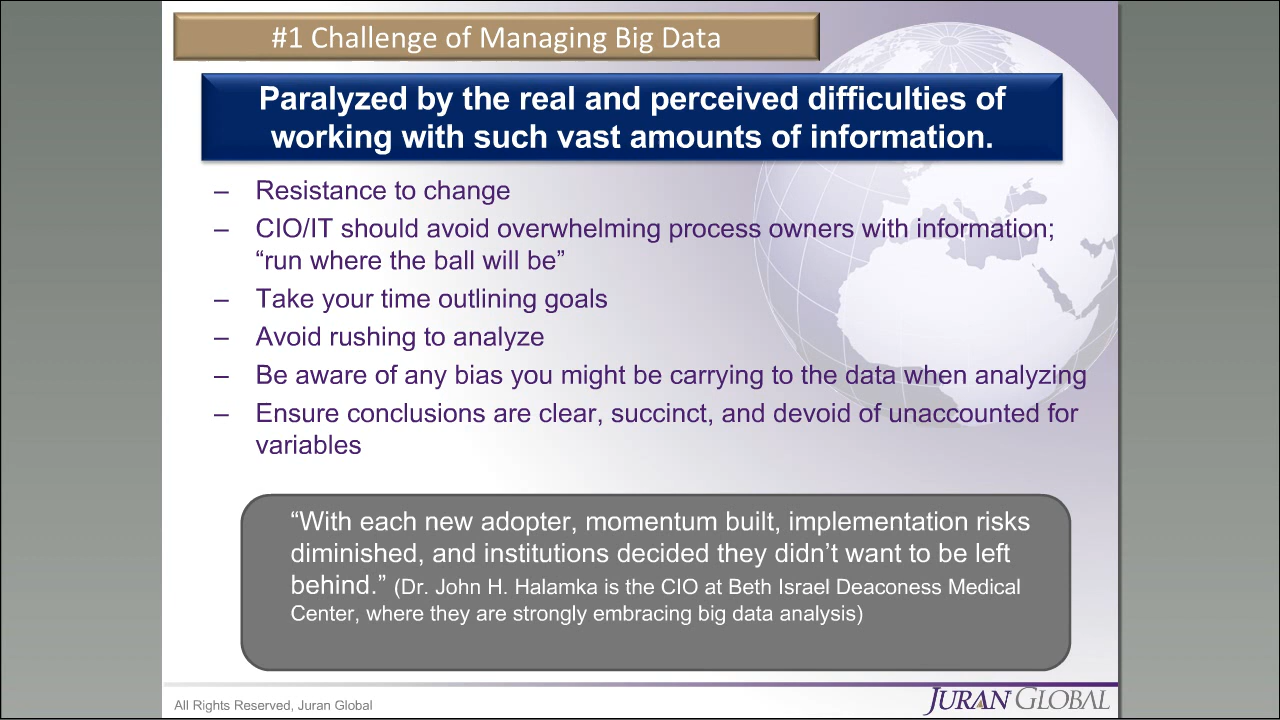 #1 Challenge of Managing Big Data
Paralyzed by the real and perceived difficulties of
working with such vast amounts of information.
– Resistance to change
– CIO/IT should avoid overwhelming process owners with information;
“run where the ball will be”
– Take your time outlining goals
– Avoid rushing to analyze
– Be aware of any bias you might be carrying to the data when analyzing
– Ensure conclusions are clear, succinct, and devoid of unaccounted for
variables
“With each new adopter, momentum built, implementation risks
diminished, and institutions decided they didn’t want to be left
behind.” (Dr. John H. Halamka is the CIO at Beth Israel Deaconess Medical
Center, where they are strongly embracing big data analysis)
All Rights Reserved, Juran Global
JURAN GLOBAL